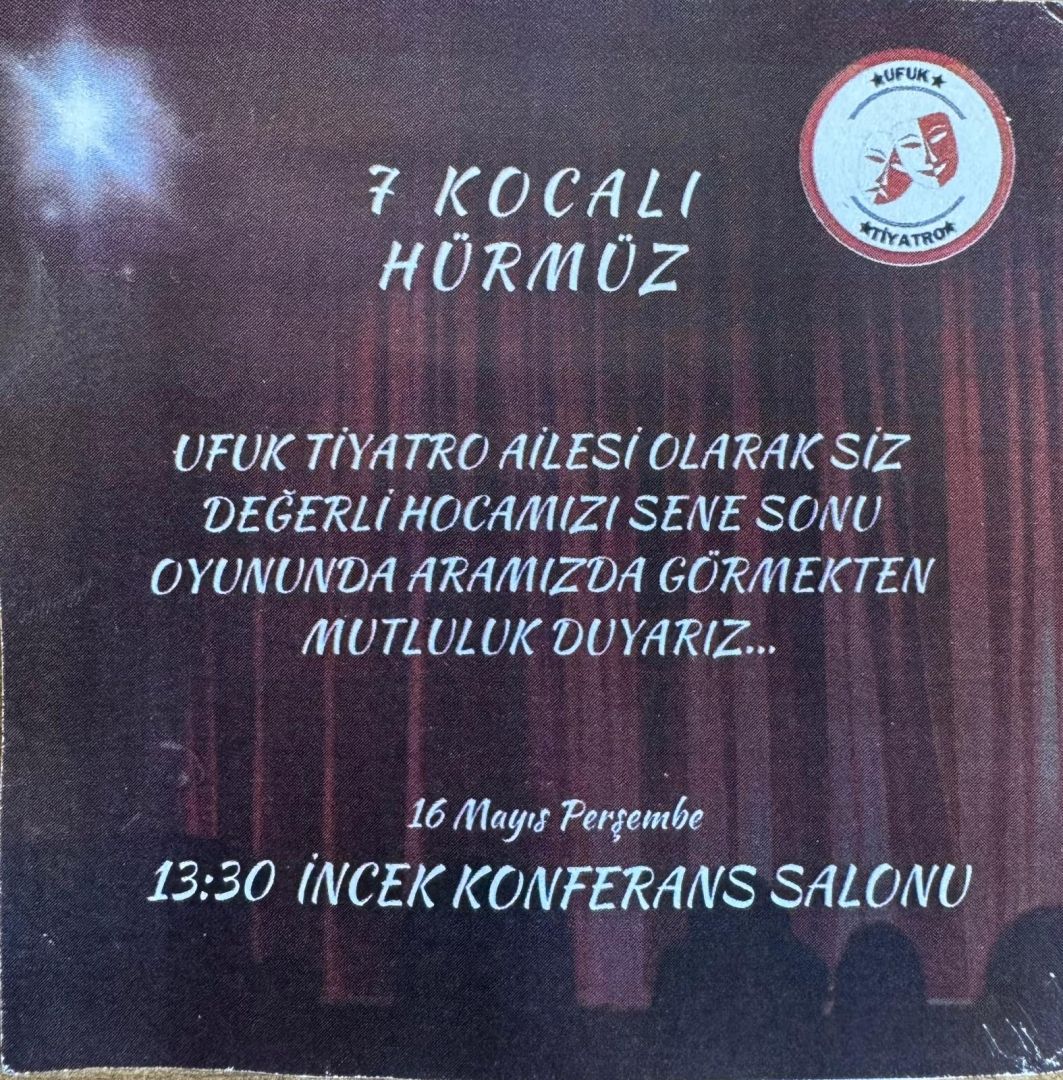 ★UFUK★
TİYATRO
7 KOCALI
HÜRMÜZ
UFUK TİYATRO AİLESİ OLARAK SİZ
DEĞERLİ HOCAMIZI SENE SONU
OYUNUNDA ARAMIZDA GÖRMEKTEN
MUTLULUK DUYARIZ...
16 Mayıs Perşembe
13:30 İNCEK KONFERANS SALONU